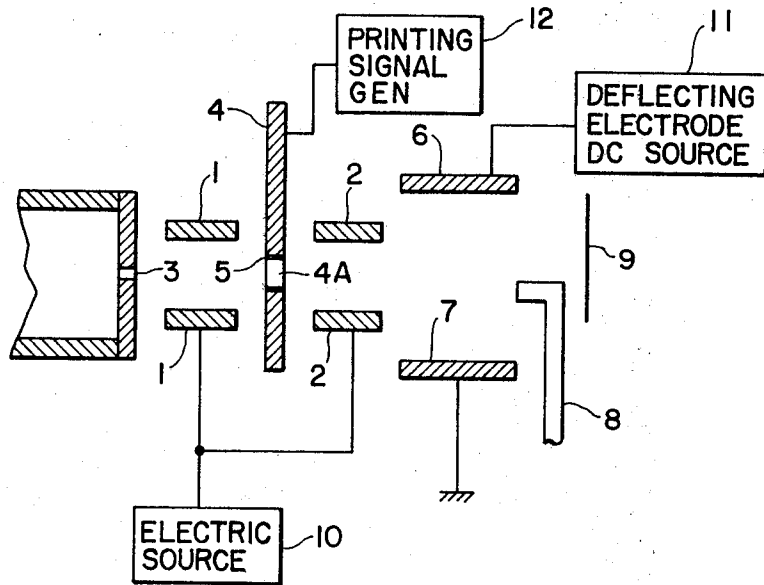 12
PRINTING
SIGNAL
GEN
11
DEFLECTING
ELECTRODE
DC SOURCE
4
6
1
2
3
5
4A
9
7
1
2
8
ELECTRIC
SOURCE
10